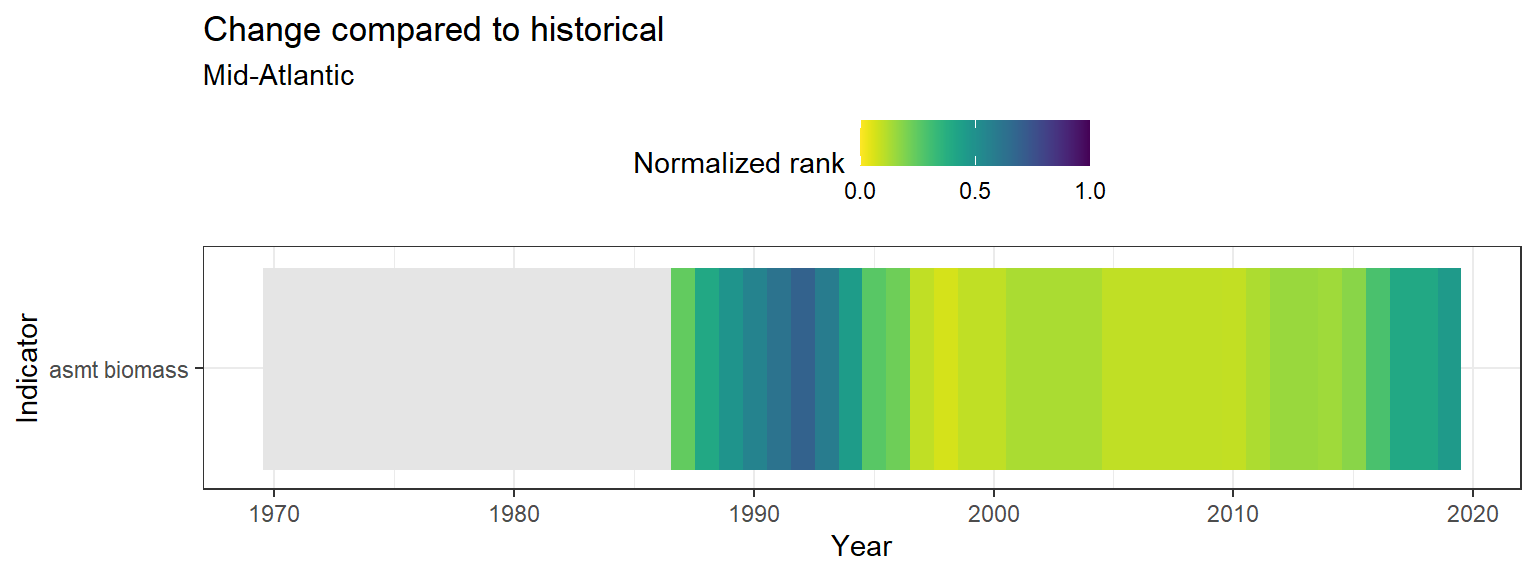 Change compared to historical
Mid-Atlantic
Normalized rank
0.0 0.5 1.0
Indicator
asmt biomass
1970 1980 1990 2000 2010 2020
Year